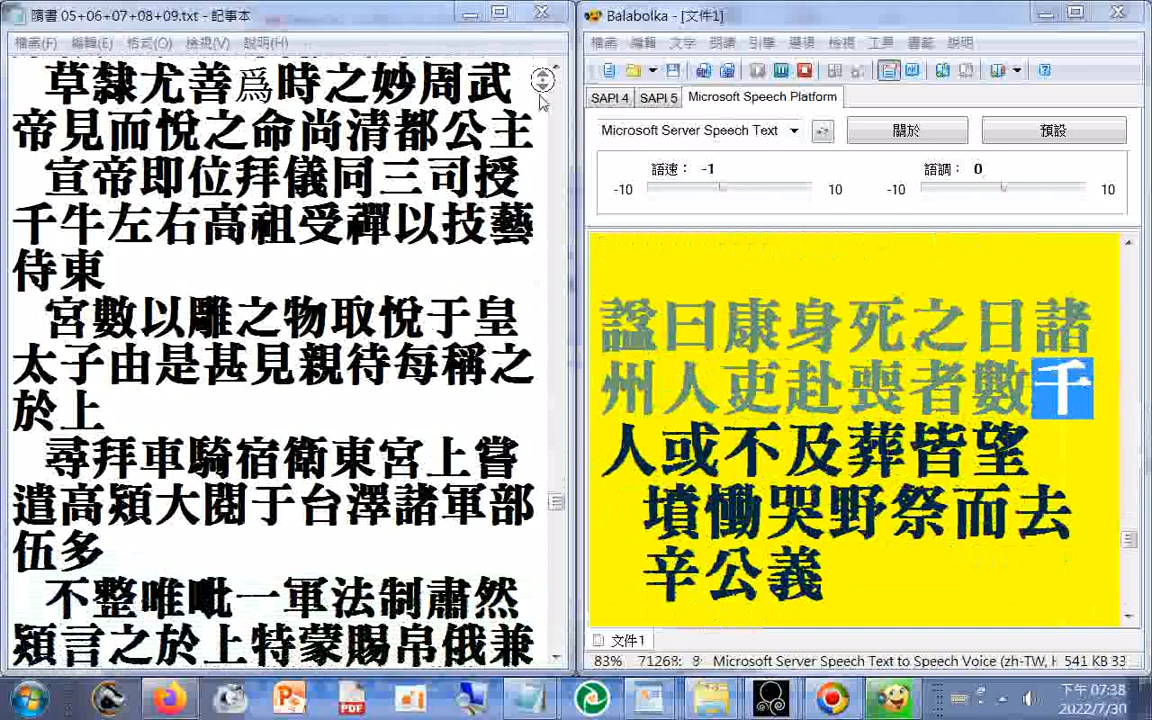 隋書 05+06+07+08+09.txt - 記事本
檔案(F) 編輯(E) 格式(O) 檢視(V) 說明(H)
草隸尤善爲時之妙周武
帝見而悅之命尚清都公主
宣帝即位拜儀同三司授
千牛左右高祖受禪以技藝
侍東
宮數以雕之物取悅于皇
太子由是甚見親待每稱之
於上
尋拜車騎宿衛東宮上嘗
遣高熲大閱于台澤諸軍部
伍多
不整唯毗一軍法制肅然
熲言之於上特蒙賜帛俄兼
Balabolka - [文件1]
檔案 編輯 文字 朗讀 引擎 選項 檢視 工具 書籤 說明
SAPI 4 SAPI 5 Microsoft Speech Platform
Microsoft Server Speech Text 關於 預設
語速： -1 語調： 0
-10 10 -10 10
諡曰康身死之日諸
州人吏赴喪者數千
人或不及葬皆望
墳慟哭野祭而去
辛公義
文件1
83% 71268: 8 Microsoft Server Speech Text to Speech Voice (zh-TW, H 541 KB 33
PDF
下午 07:38
2022/7/30